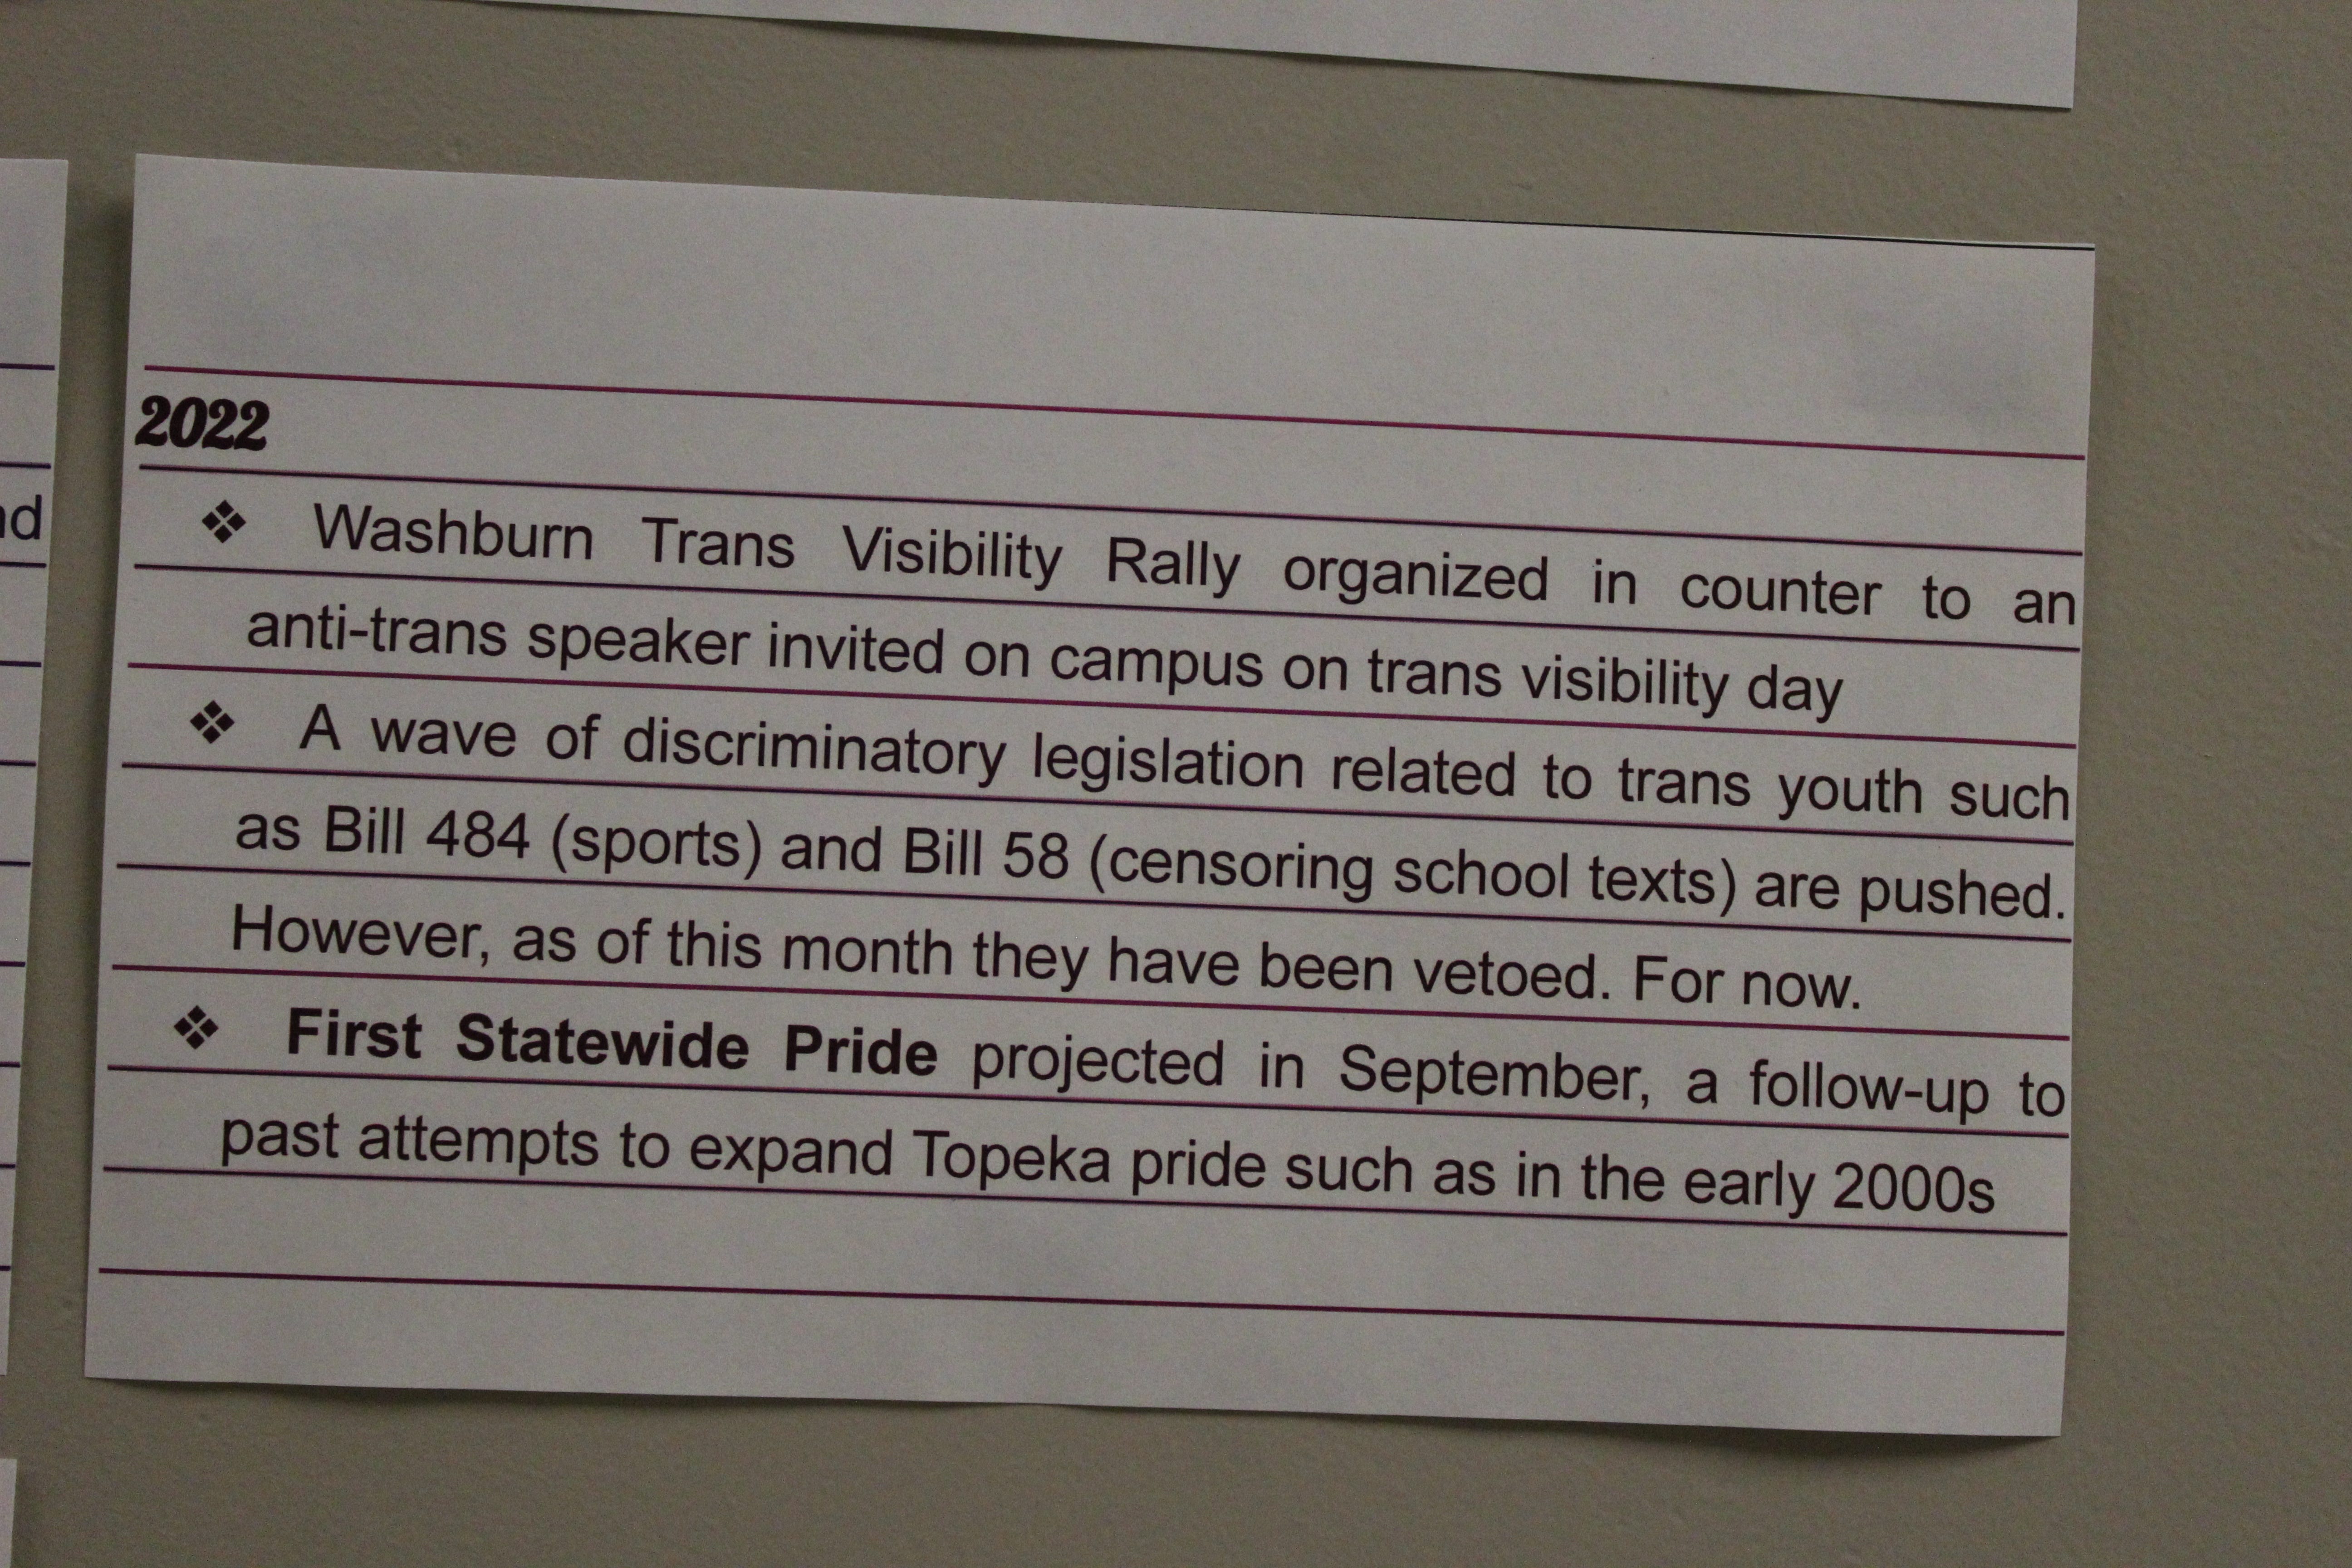 2022
❖ Washburn Trans Visibility Rally organized in counter to an
anti-trans speaker invited on campus on trans visibility day
❖ A wave of discriminatory legislation related to trans youth such
as Bill 484 (sports) and Bill 58 (censoring school texts) are pushed.
However, as of this month they have been vetoed. For now.
❖ First Statewide Pride projected in September, a follow-up to
past attempts to expand Topeka pride such as in the early 2000s